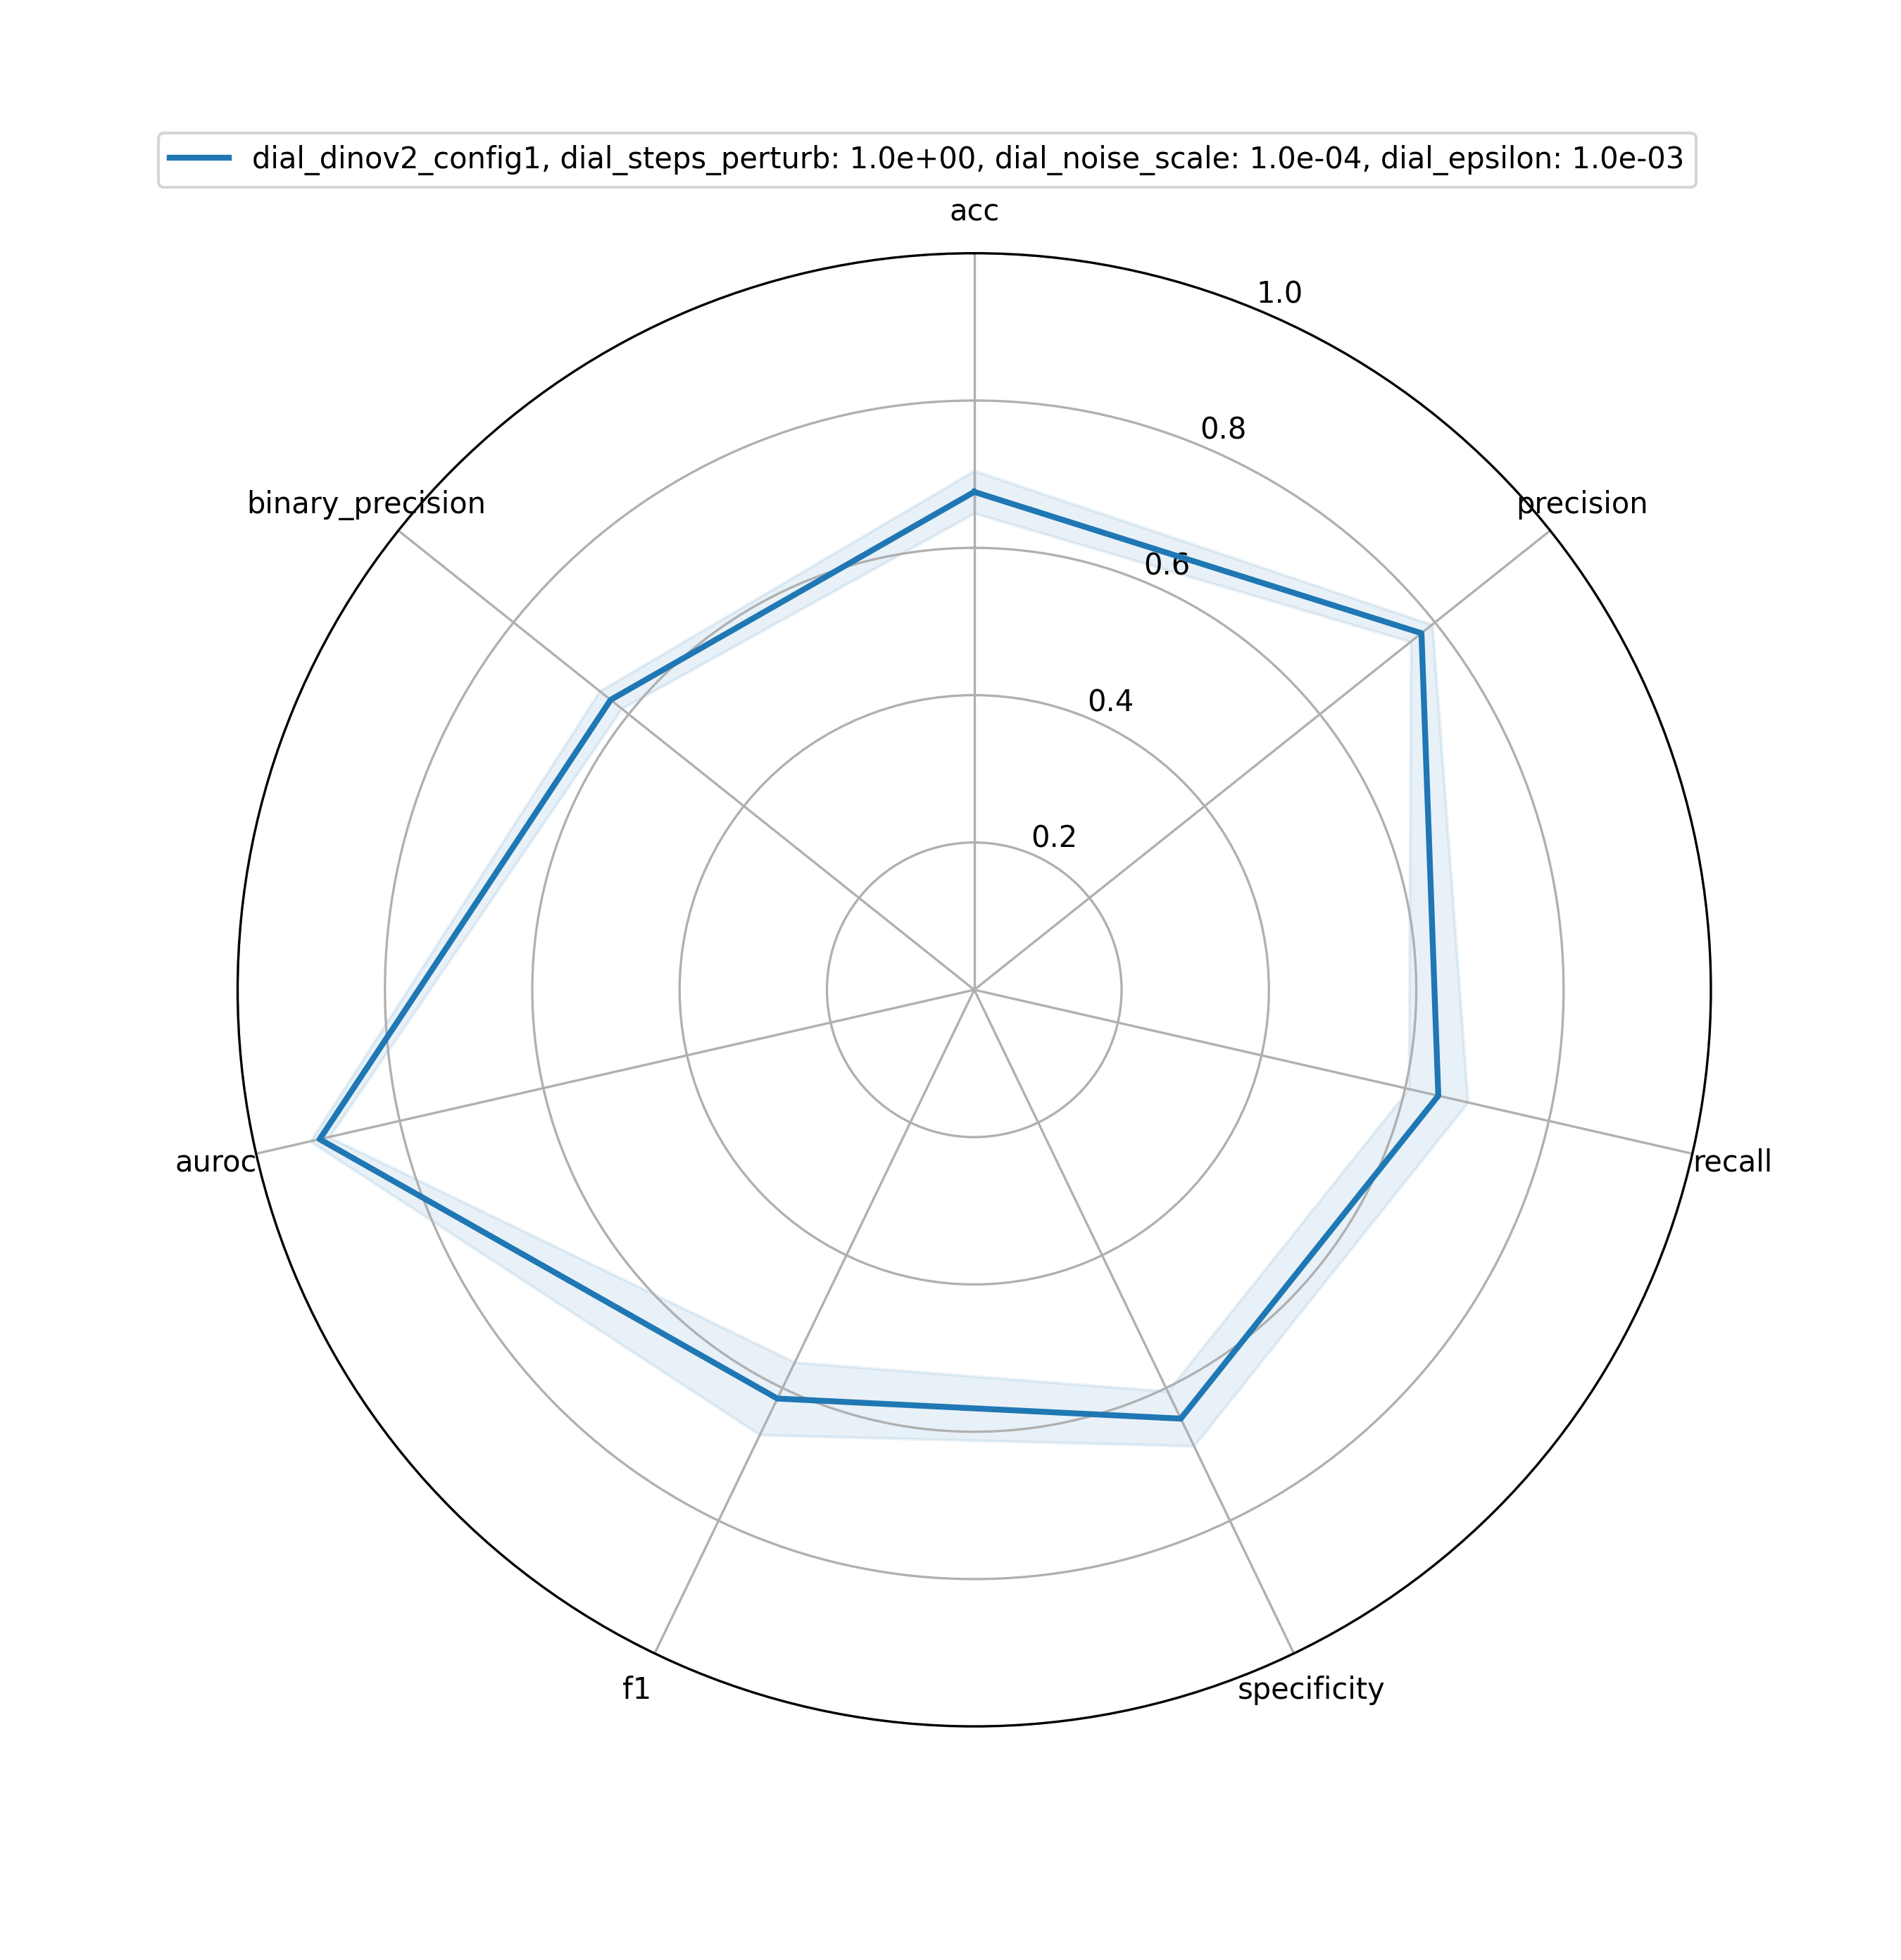 dial_dinov2_config1, dial_steps_perturb: 1.0e+00, dial_noise_scale: 1.0e-04, dial_epsilon: 1.0e-03
acc
1.0
0.8
binary_precision
precision
0.6
0.4
0.2
auroc
recall
f1
specificity